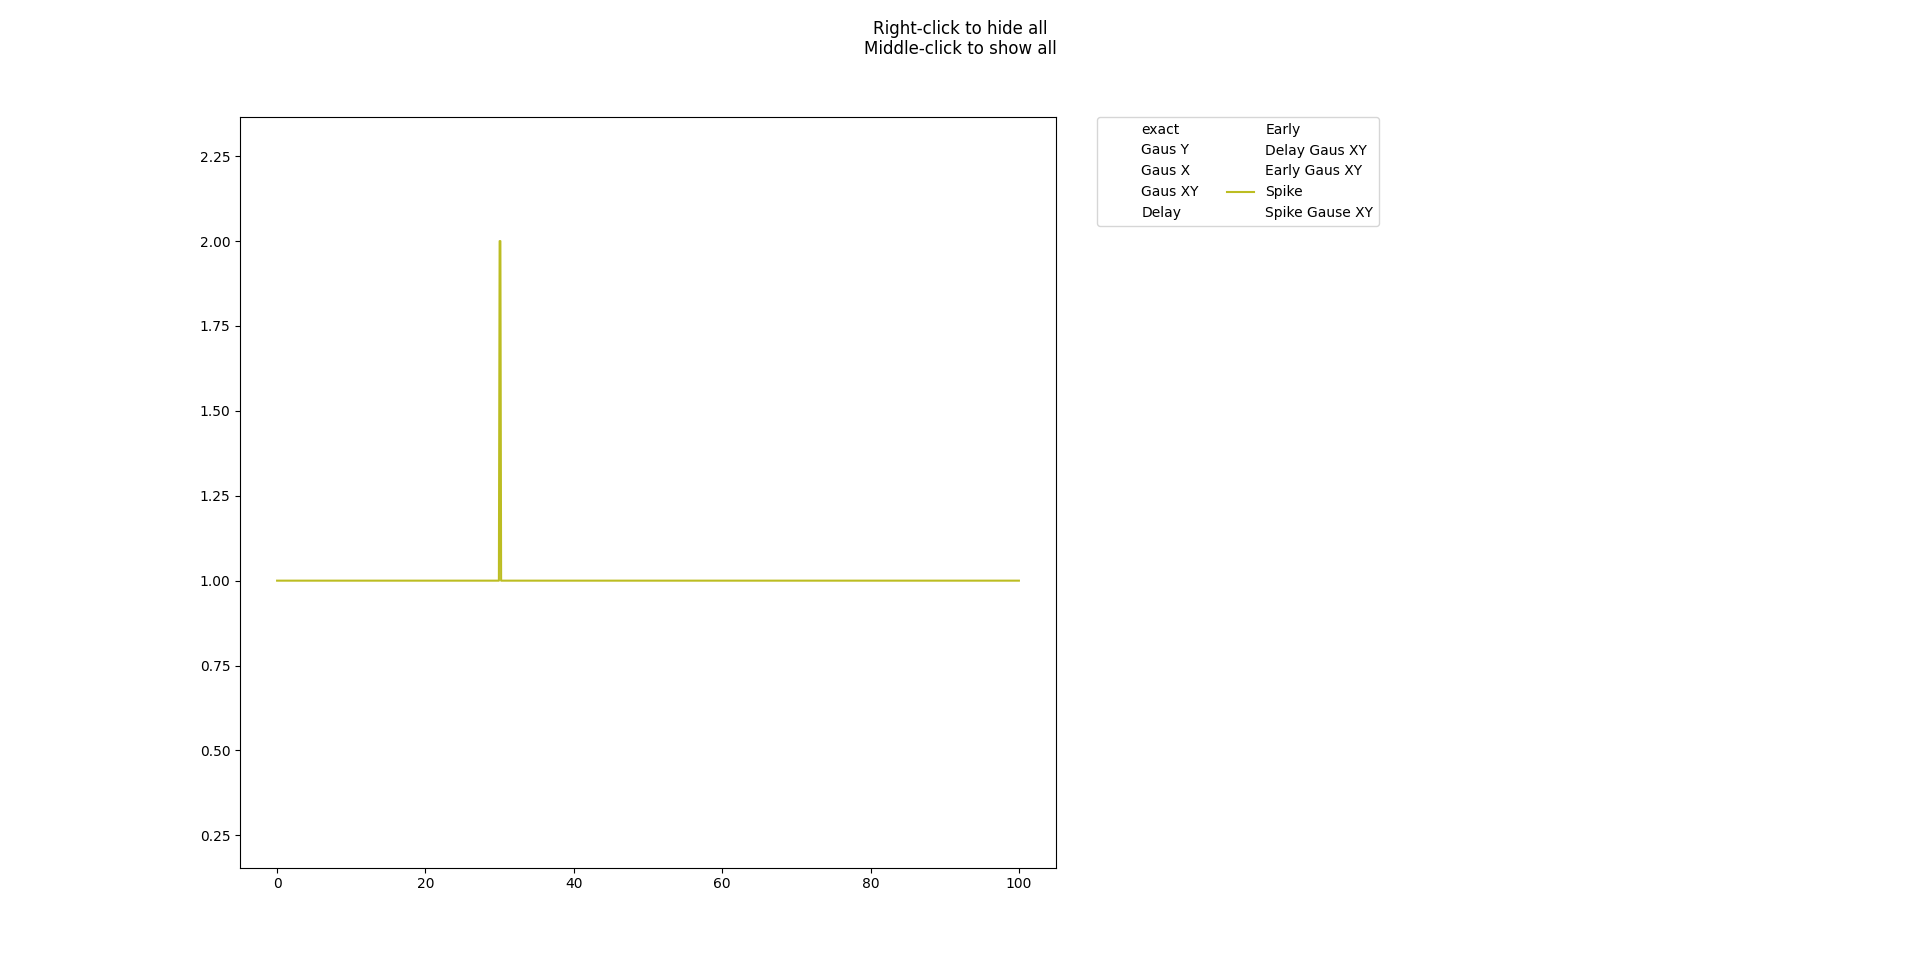 Right-click to hide all
Middle-click to show all
exact
Gaus Y
Gaus X
Gaus XY
Delay
Early
Delay Gaus XY
Early Gaus XY
Spike
Spike Gause XY
2.25
2.00
1.75
1.50
1.25
1.00
0.75
0.50
0.25
0 20 40 60 80 100